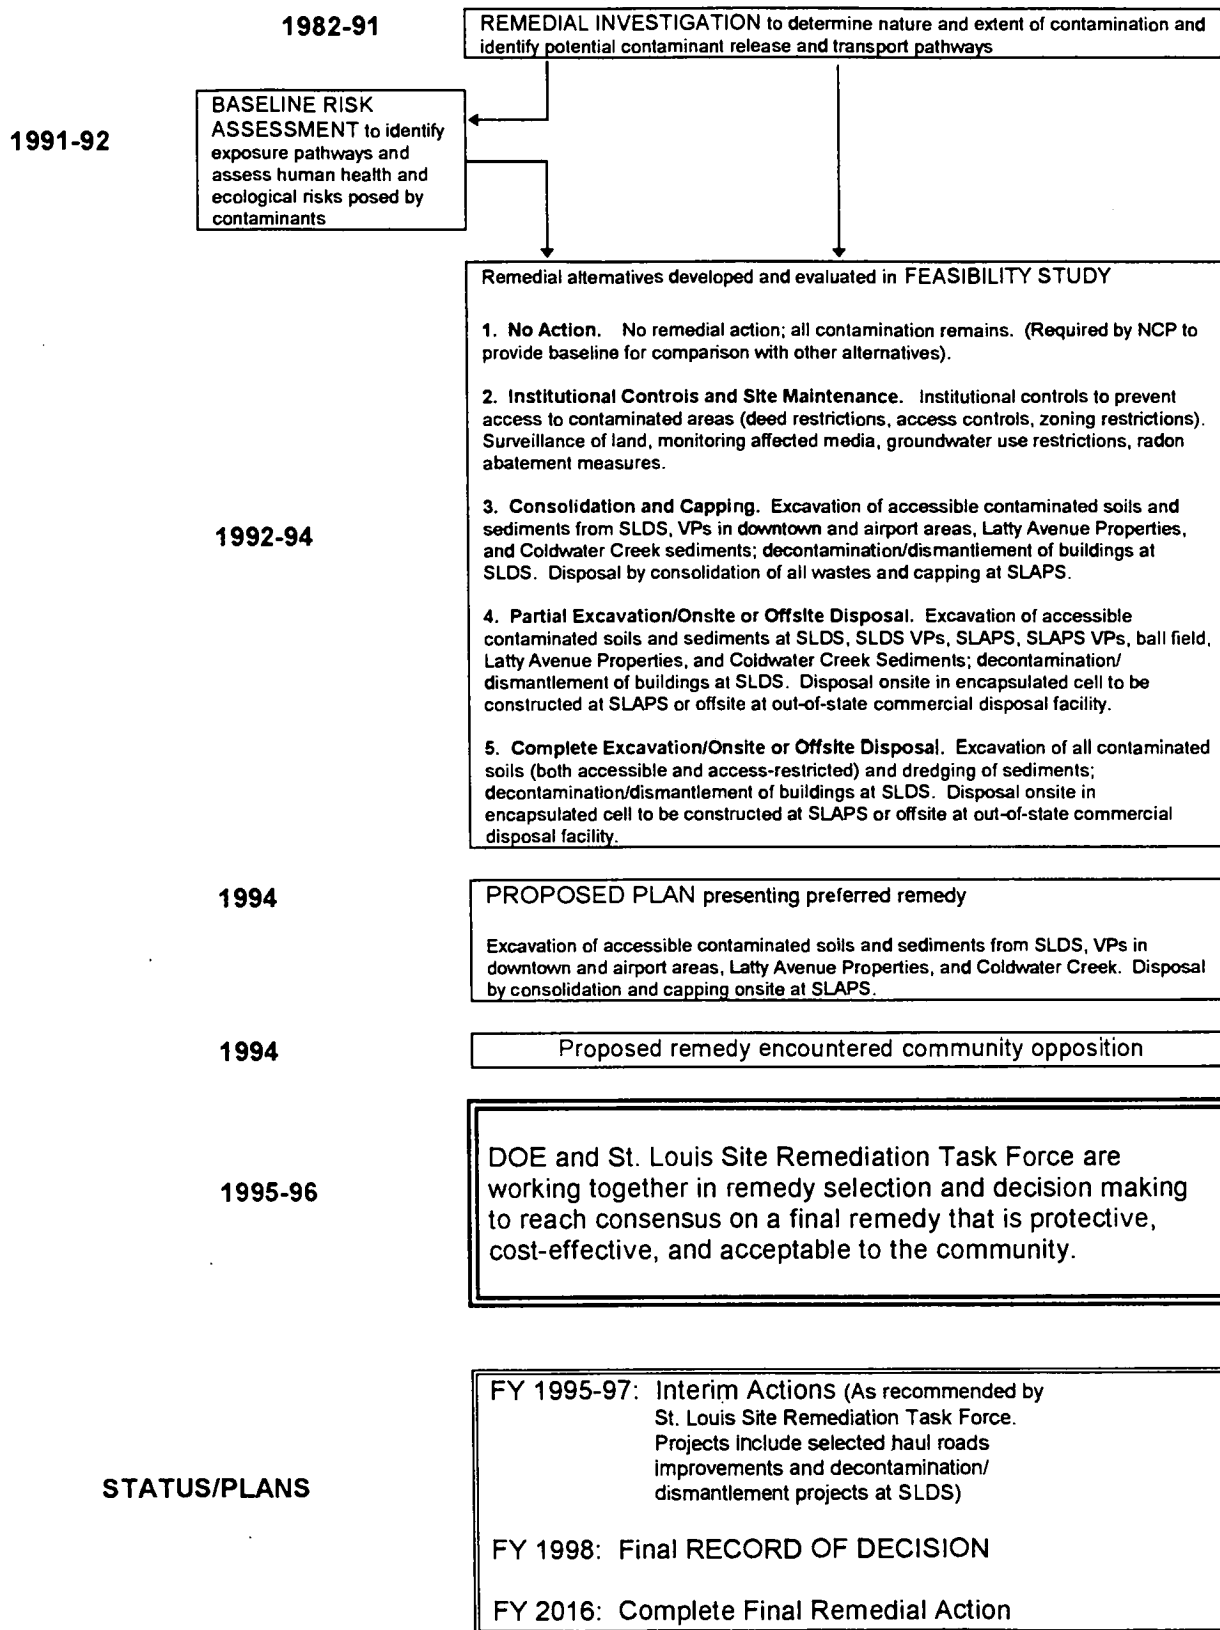 1982-91
REMEDIAL INVESTIGATION to determine nature and extent of contamination and
identify potential contaminant release and transport pathways
1991-92
BASELINE RISK
ASSESSMENT to identify
exposure pathways and
assess human health and
ecological risks posed by
contaminants
1992-94
Remedial alternatives developed and evaluated in FEASIBILITY STUDY
1. No Action. No remedial action; all contamination remains. (Required by NCP to
provide baseline for comparison with other alternatives).
2. Institutional Controls and Site Maintenance. Institutional controls to prevent
access to contaminated areas (deed restrictions, access controls, zoning restrictions).
Surveillance of land, monitoring affected media, groundwater use restrictions, radon
abatement measures.
3. Consolidation and Capping. Excavation of accessible contaminated soils and
sediments from SLDS, VPs in downtown and airport areas, Latty Avenue Properties,
and Coldwater Creek sediments; decontamination/dismantlement of buildings at
SLDS. Disposal by consolidation of all wastes and capping at SLAPS.
4. Partial Excavation/Onsite or Offsite Disposal. Excavation of accessible
contaminated soils and sediments at SLDS, SLDS VPs, SLAPS, SLAPS VPs, ball field,
Latty Avenue Properties, and Coldwater Creek Sediments; decontamination/
dismantlement of buildings at SLDS. Disposal onsite in encapsulated cell to be
constructed at SLAPS or offsite at out-of-state commercial disposal facility.
5. Complete Excavation/Onsite or Offsite Disposal. Excavation of all contaminated
soils (both accessible and access-restricted) and dredging of sediments;
decontamination/dismantlement of buildings at SLDS. Disposal onsite in
encapsulated cell to be constructed at SLAPS or offsite at out-of-state commercial
disposal facility.
1994
PROPOSED PLAN presenting preferred remedy
Excavation of accessible contaminated soils and sediments from SLDS, VPs in
downtown and airport areas, Latty Avenue Properties, and Coldwater Creek. Disposal
by consolidation and capping onsite at SLAPS.
1994
Proposed remedy encountered community opposition
1995-96
DOE and St. Louis Site Remediation Task Force are
working together in remedy selection and decision making
to reach consensus on a final remedy that is protective,
cost-effective, and acceptable to the community.
STATUS/PLANS
FY 1995-97: Interim Actions (As recommended by
St. Louis Site Remediation Task Force.
Projects include selected haul roads
improvements and decontamination/
dismantlement projects at SLDS)
FY 1998: Final RECORD OF DECISION
FY 2016: Complete Final Remedial Action